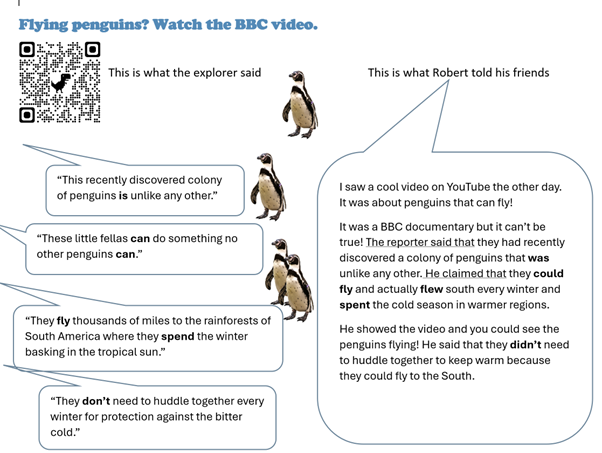 Flying penguins? Watch the BBC video.
This is what the explorer said
This is what Robert told his friends
“This recently discovered colony
of penguins is unlike any other.”
“These little fellas can do something no
other penguins can.”
“They fly thousands of miles to the rainforests of
South America where they spend the winter
basking in the tropical sun.”
“They don’t need to huddle together every
winter for protection against the bitter
cold.”
I saw a cool video on YouTube the other day.
It was about penguins that can fly!
It was a BBC documentary but it can’t be
true! The reporter said that they had recently
discovered a colony of penguins that was
unlike any other. He claimed that they could
fly and actually flew south every winter and
spent the cold season in warmer regions.
He showed the video and you could see the
penguins flying! He said that they didn’t need
to huddle together to keep warm because
they could fly to the South.